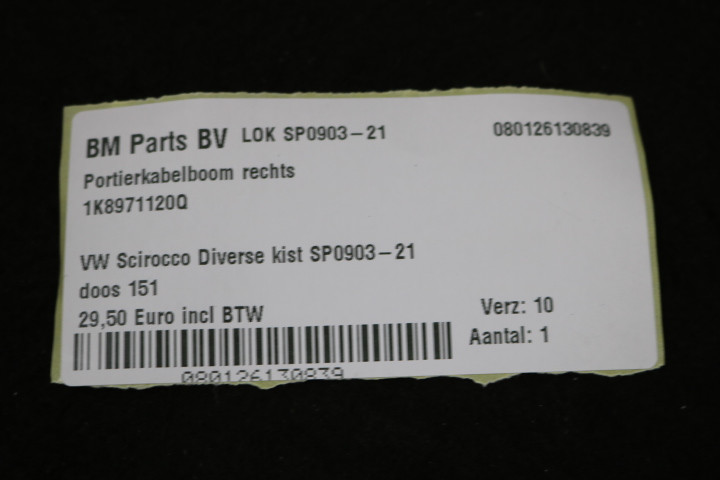 BM Parts BV LOK SP0903-21 080126130839
Portierkabelboom rechts
1K8971120Q
VW Scirocco Diverse kist SP0903-21
doos 151
29,50 Euro incl BTW
Verz: 10
Aantal: 1
080126130839